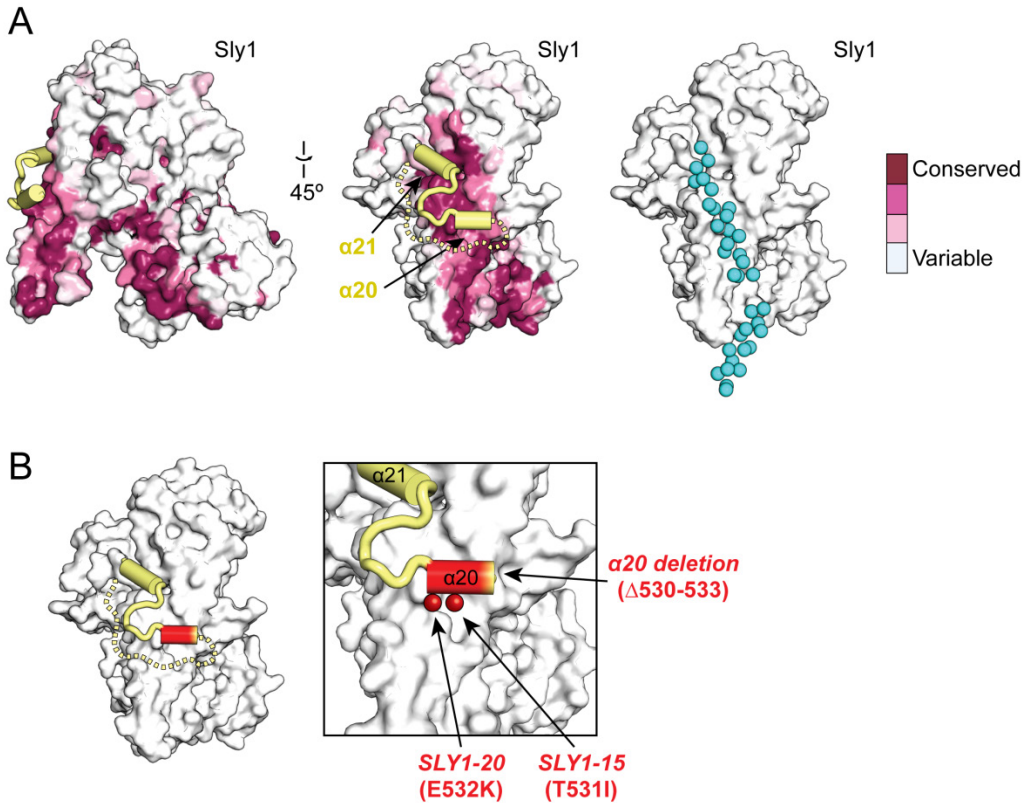 A
Sly1
45º
Sly1
α21
α20
Sly1
Conserved
Variable
B
α21
α20
α20 deletion
(Δ530-533)
SLY1-20
(E532K)
SLY1-15
(T531I)